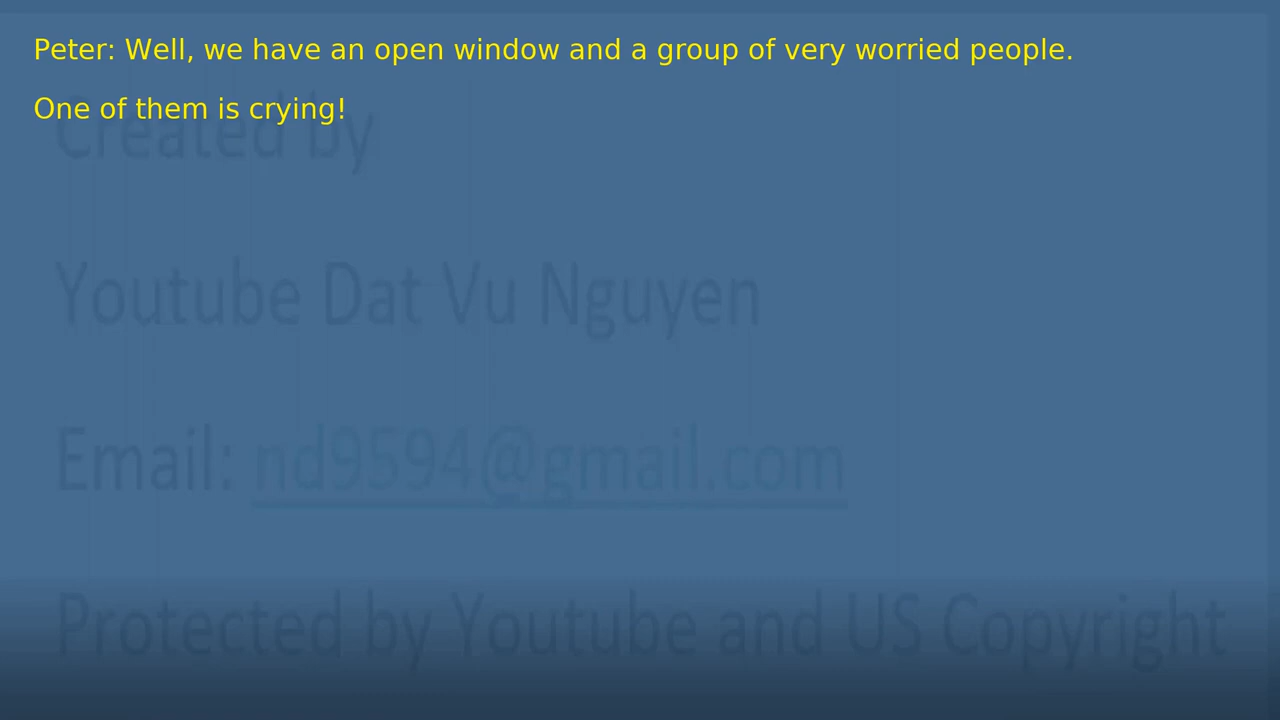 Peter: Well, we have an open window and a group of very worried people.
One of them is crying!
Created by
Youtube Dat Vu Nguyen
Email: nd9594@gmail.com
Protected by Youtube and US Copyright